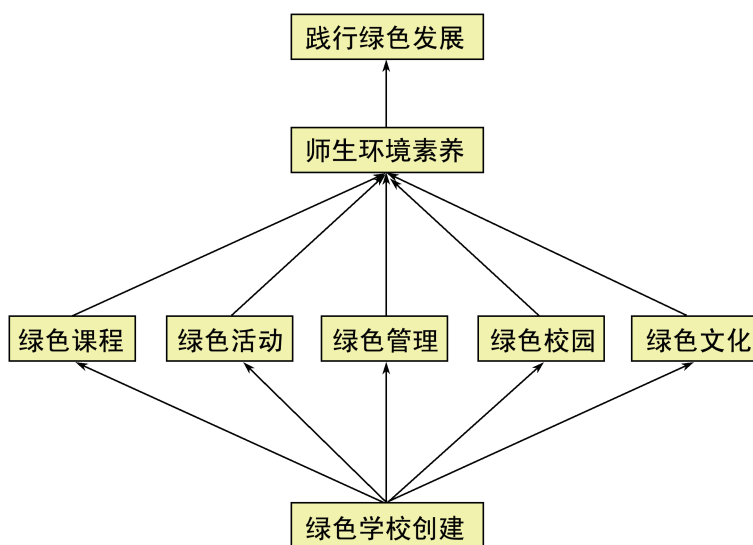 践行绿色发展
师生环境素养
绿色课程
绿色活动
绿色管理
绿色校园
绿色文化
绿色学校创建